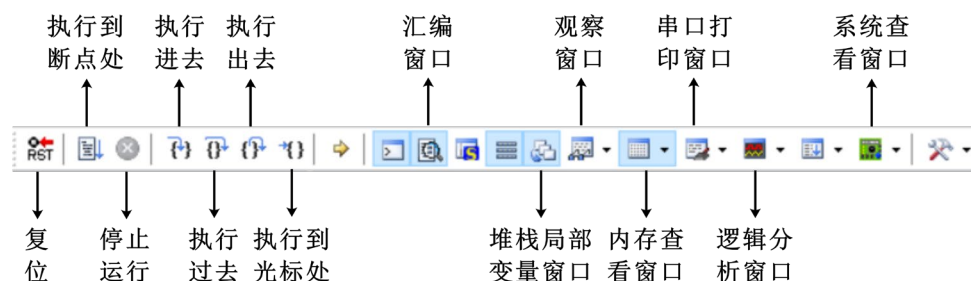 执行到
断点处
执行
进去
执行
出去
汇编
窗口
观察
窗口
串口打
印窗口
系统查
看窗口
RST
复
位
停止
运行
执行
过去
执行到
光标处
堆栈局部
变量窗口
内存查
看窗口
逻辑分
析窗口